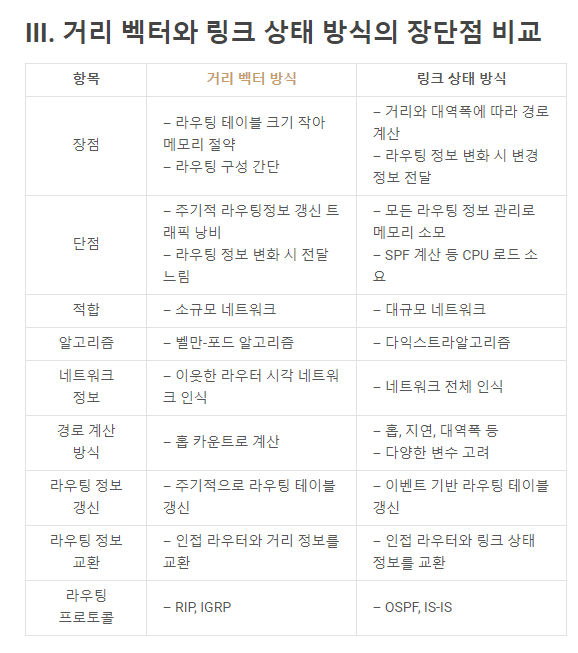 III. 거리 벡터와 링크 상태 방식의 장단점 비교
항목 거리 벡터 방식 링크 상태 방식
장점
– 라우팅 테이블 크기 작아
메모리 절약
– 라우팅 구성 간단
– 거리와 대역폭에 따라 경로
계산
– 라우팅 정보 변화 시 변경
정보 전달
단점
– 주기적 라우팅정보 갱신 트
래픽 낭비
– 라우팅 정보 변화 시 전달
느림
– 모든 라우팅 정보 관리로
메모리 소모
– SPF 계산 등 CPU 로드 소
요
적합 – 소규모 네트워크 – 대규모 네트워크
알고리즘 – 벨만-포드 알고리즘 – 다익스트라알고리즘
네트워크
정보
– 이웃한 라우터 시각 네트워
크 인식
– 네트워크 전체 인식
경로 계산
방식
– 홉 카운트로 계산
– 홉, 지연, 대역폭 등
– 다양한 변수 고려
라우팅 정보
갱신
– 주기적으로 라우팅 테이블
갱신
– 이벤트 기반 라우팅 테이블
갱신
라우팅 정보
교환
– 인접 라우터와 거리 정보를
교환
– 인접 라우터와 링크 상태
정보를 교환
라우팅
프로토콜
– RIP, IGRP
– OSPF, IS-IS